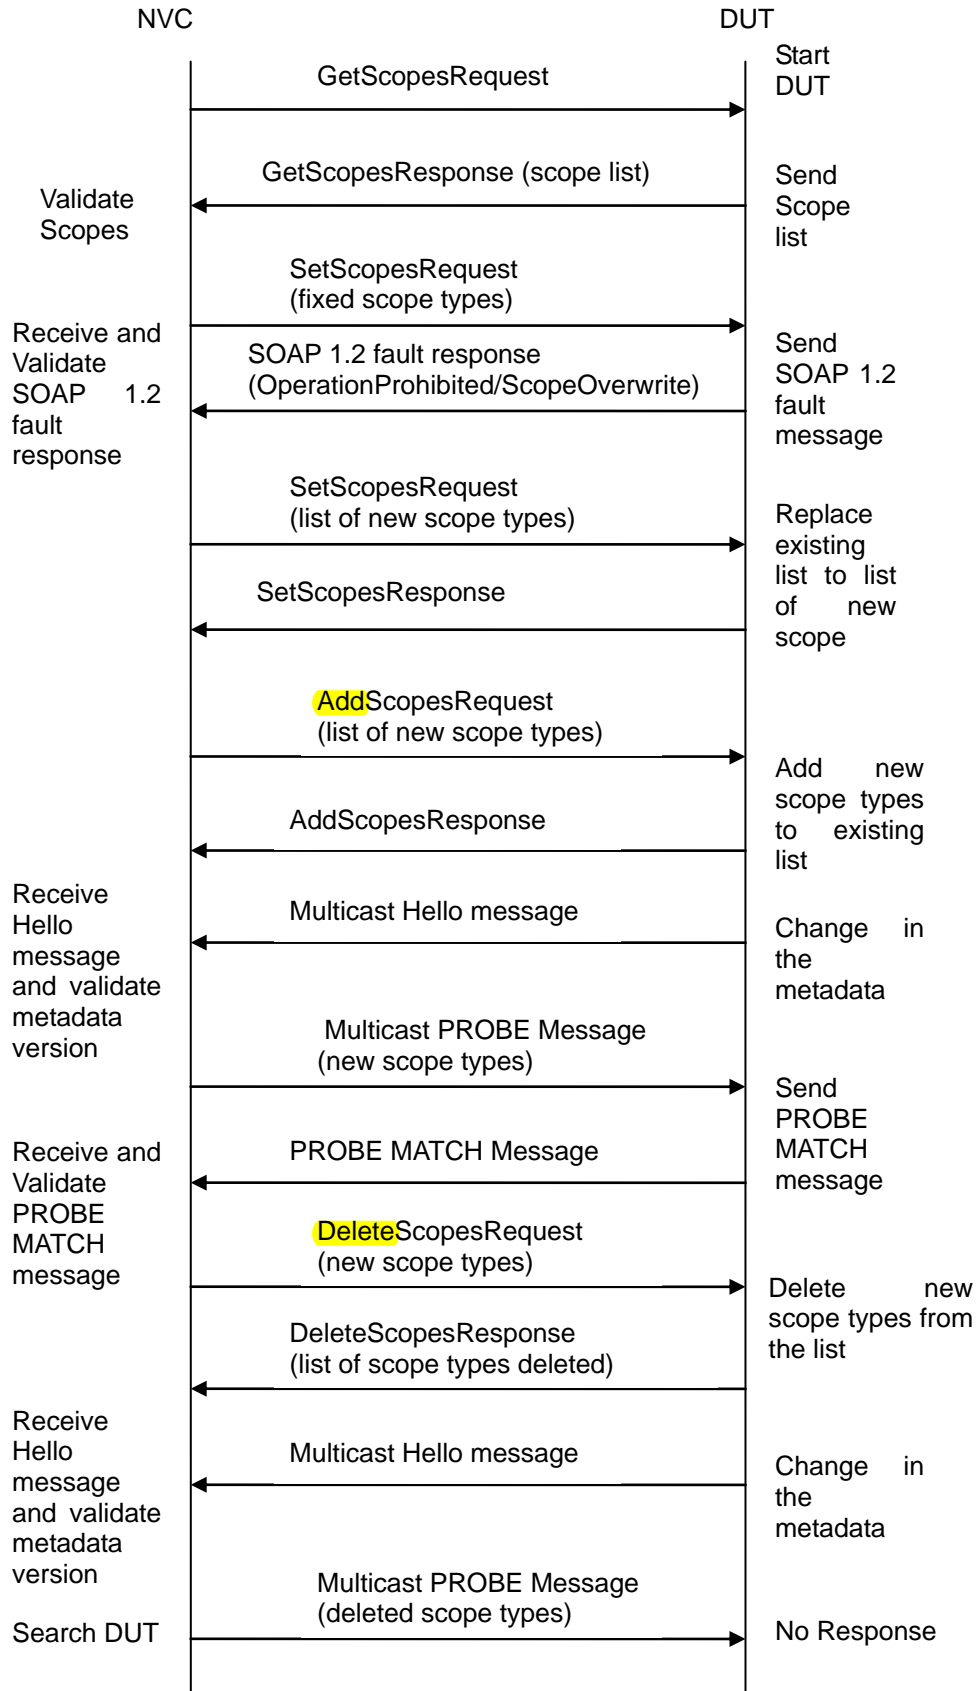 NVC
DUT
Start
DUT
GetScopesRequest
GetScopesResponse (scope list)
Send
Scope
list
Validate
Scopes
SetScopesRequest
(fixed scope types)
Receive and
Validate
SOAP 1.2
fault
response
SOAP 1.2 fault response
(OperationProhibited/ScopeOverwrite)
Send
SOAP 1.2
fault
message
SetScopesRequest
(list of new scope types)
Replace
existing
list to list
of new
scope
SetScopesResponse
AddScopesRequest
(list of new scope types)
Add new
scope types
to existing
list
AddScopesResponse
Receive
Hello
message
and validate
metadata
version
Multicast Hello message
Change in
the
metadata
Multicast PROBE Message
(new scope types)
Send
PROBE
MATCH
message
Receive and
Validate
PROBE
MATCH
message
PROBE MATCH Message
DeleteScopesRequest
(new scope types)
Delete new
scope types from
the list
DeleteScopesResponse
(list of scope types deleted)
Receive
Hello
message
and validate
metadata
version
Multicast Hello message
Change in
the
metadata
Multicast PROBE Message
(deleted scope types)
Search DUT
No Response